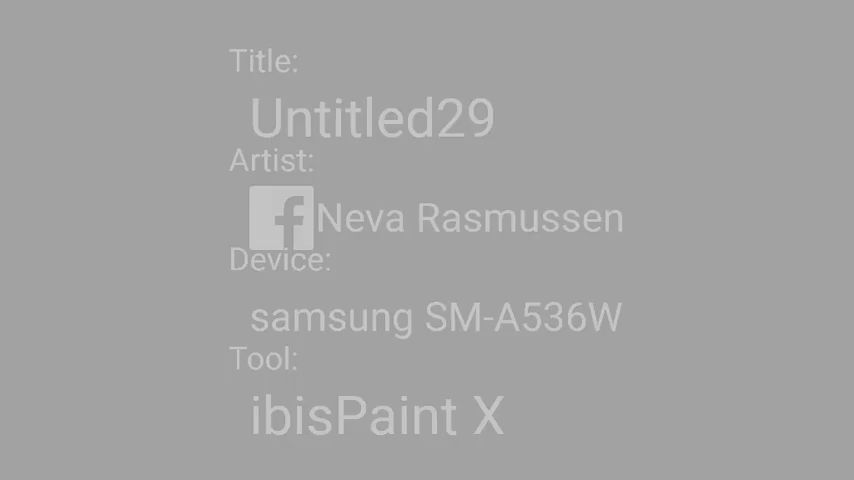 Title:
Untitled29
Artist:
Neva Rasmussen
Device:
samsung SM-A536W
Tool:
ibisPaint X